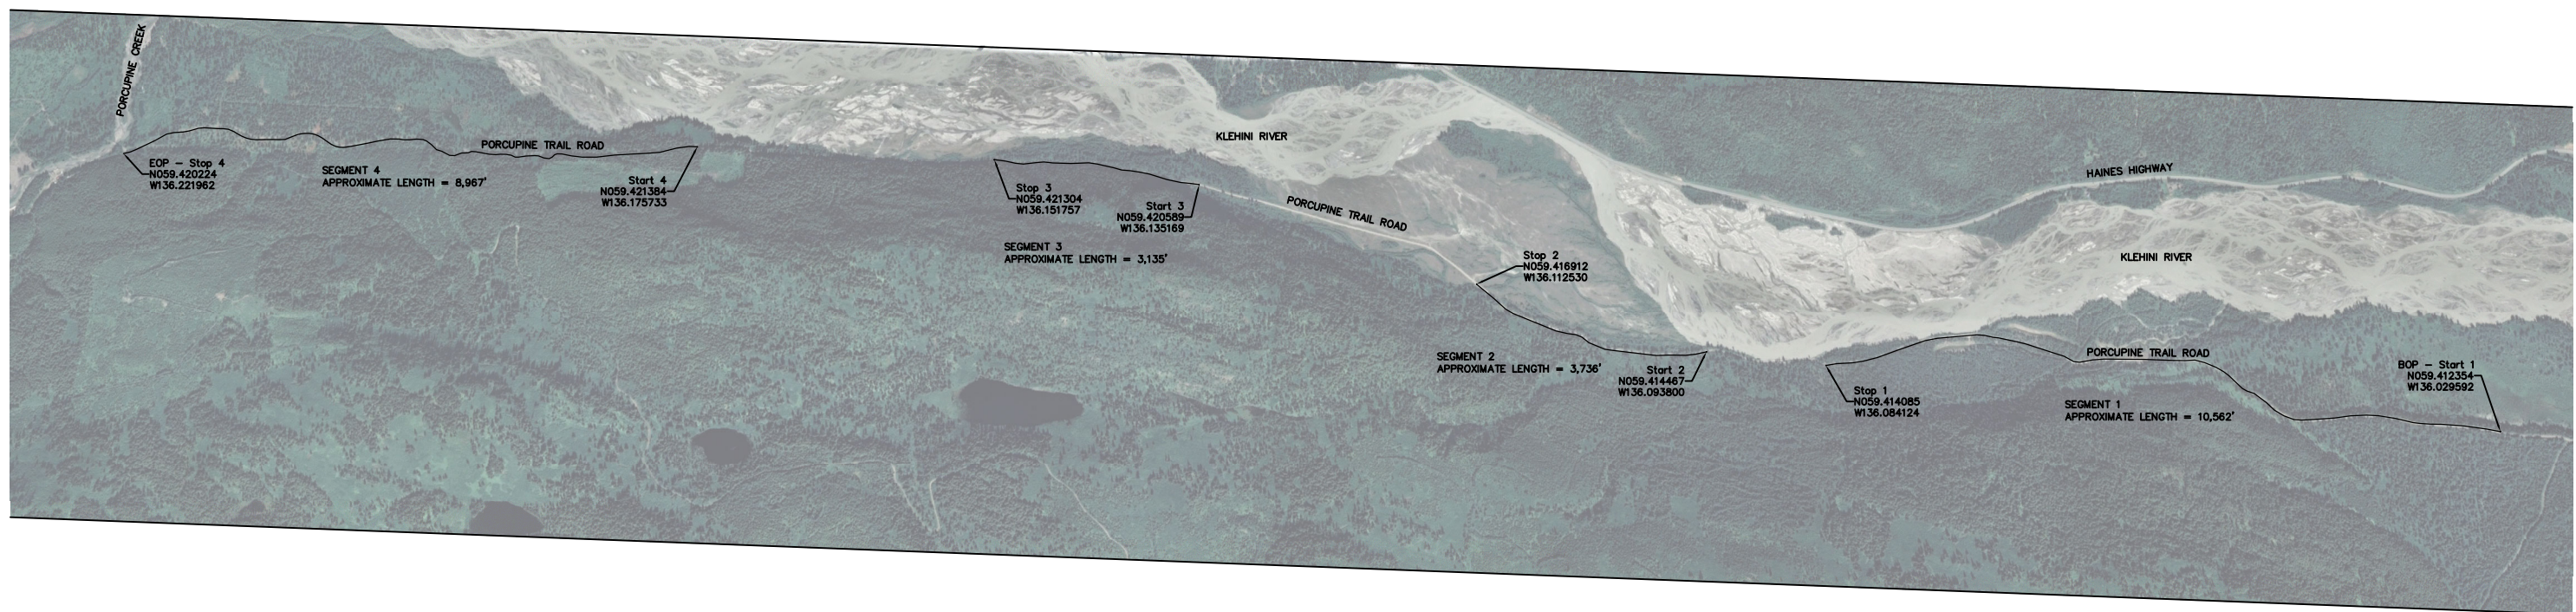 PORCUPINE CREEK
EOP - Stop 4
N059.420224
W136.221962
SEGMENT 4
APPROXIMATE LENGTH = 8,967'
PORCUPINE TRAIL ROAD
Start 4
N059.421384
W136.175733
Stop 3
N059.421304
W136.151757
Start 3
N059.420589
W136.135169
SEGMENT 3
APPROXIMATE LENGTH = 3,135'
KLEHINI RIVER
PORCUPINE TRAIL ROAD
Stop 2
N059.416912
W136.112530
SEGMENT 2
APPROXIMATE LENGTH = 3,736'
Start 2
N059.414467
W136.093800
HAINES HIGHWAY
KLEHINI RIVER
PORCUPINE TRAIL ROAD
Stop 1
N059.414085
W136.084124
SEGMENT 1
APPROXIMATE LENGTH = 10,562'
BOP - Start 1
N059.412354
W136.029592